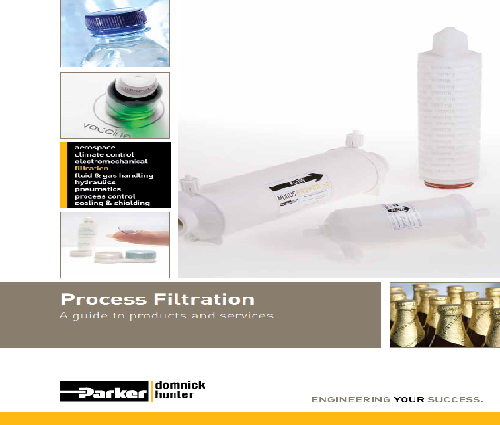 vaccine
aerospace
climate control
electromechanical
filtration
fluid & gas handling
hydraulics
pneumatics
process control
sealing & shielding
Process Filtration
A guide to products and services
Parker
domnick
hunter
ENGINEERING YOUR SUCCESS.